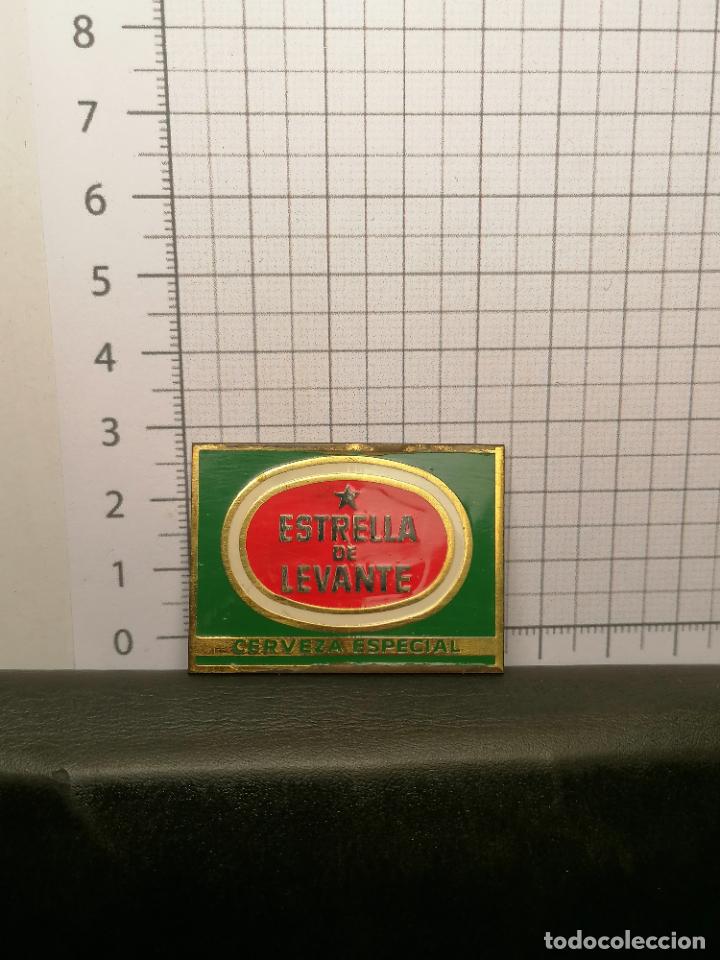 8
7
6
5
4
3
2
1
0
★
ESTRELLA
DE
LEVANTE
CERVEZA ESPECIAL
todocoleccion